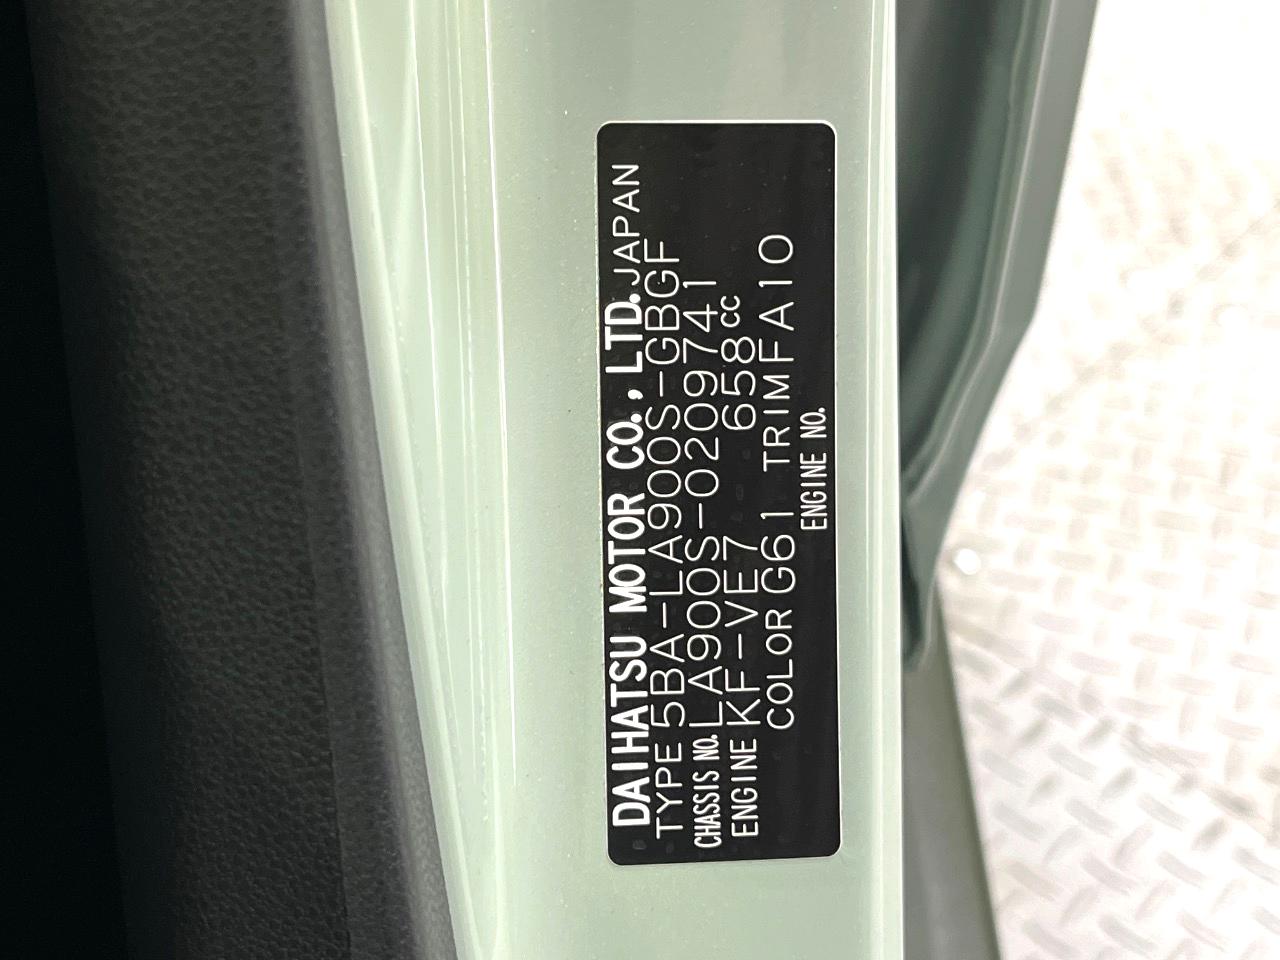 DAIHATSU MOTOR CO., LTD. JAPAN
TYPE 5BA-LA900S-GBGF
CHASSIS NO. LA900S-0209741
ENGINE KF-VE7 658cc
COLOR G61 TRIM FA10
ENGINE NO.